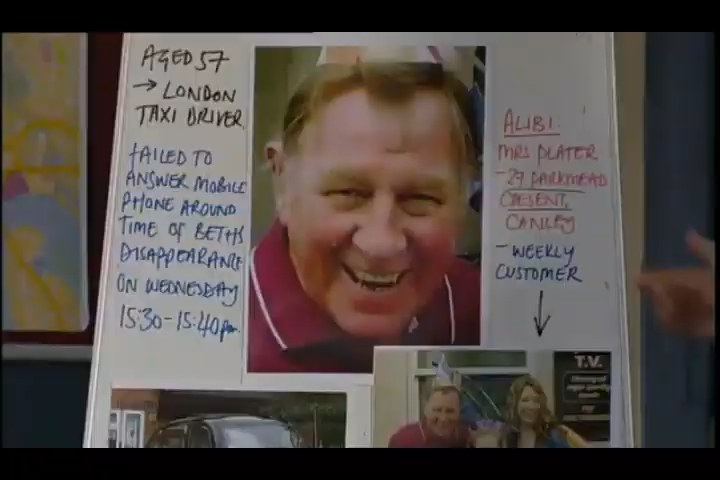 AGED 57
→ LONDON
TAXI DRIVER
FAILED TO
ANSWER MOBILE
PHONE AROUND
TIME OF BETHS
DISAPPEARANCE
ON WEDNESDAY
15:30-15:40pm.
ALIBI:
MRS PLATER
- 29 PARKMEAD
CRESENT,
CANLEY
- WEEKLY
CUSTOMER
T.V.